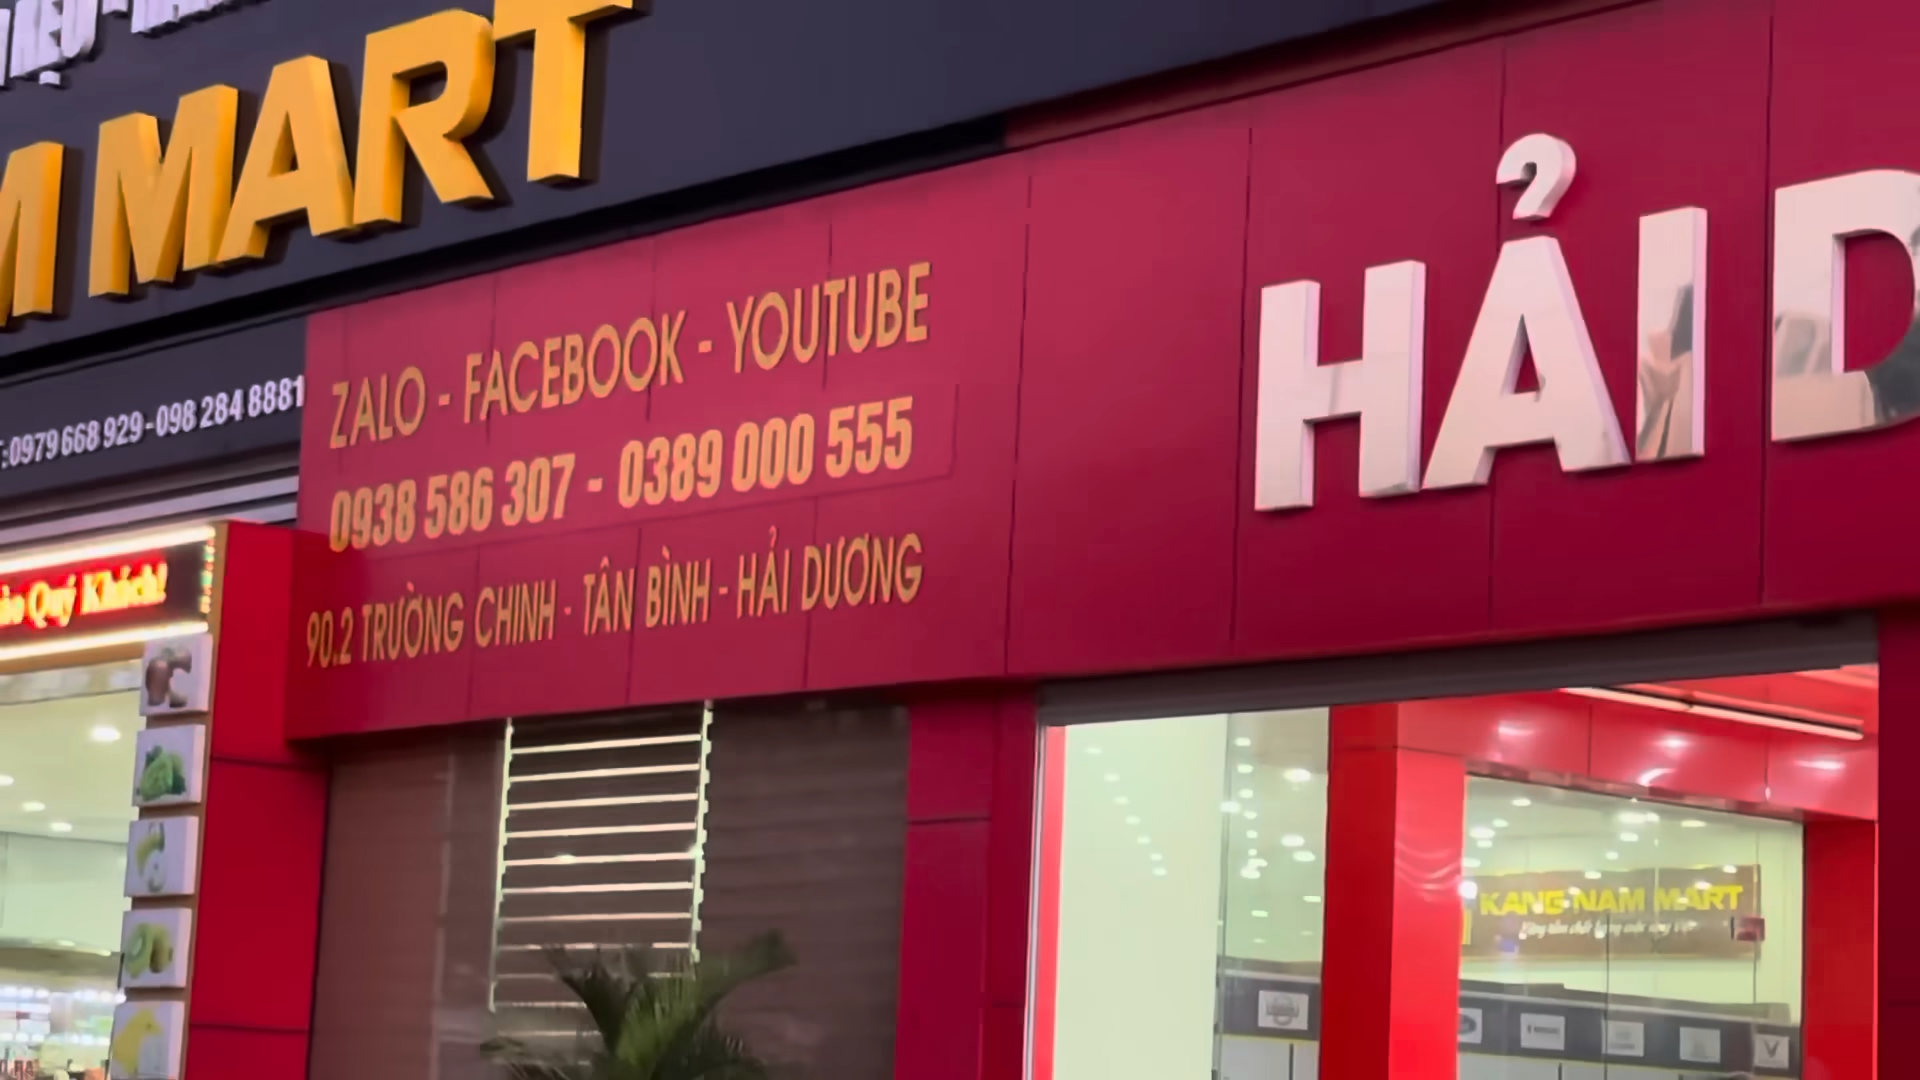 M MART
:0979 668 929 - 098 284 8881
Quý Khách!
ZALO - FACEBOOK - YOUTUBE
0938 586 307 - 0389 000 555
90.2 TRƯỜNG CHINH - TÂN BÌNH - HẢI DƯƠNG
HẢI D
KANG NAM MART